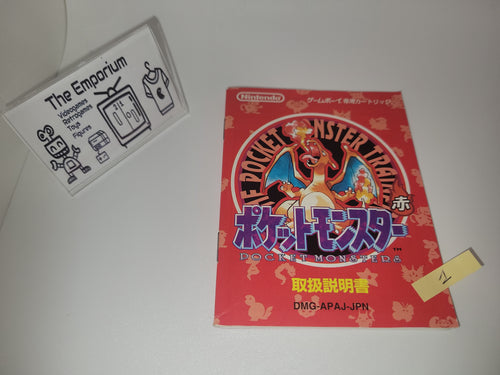 The Emporium
Videogames
Retrogames
Toys
Figures
Nintendo
ゲームボーイ専用カートリッジ
THE POCKET MONSTER TRAINER
赤
ポケットモンスター
TM
POCKET MONSTERS
取扱説明書
DMG-APAJ-JPN
1